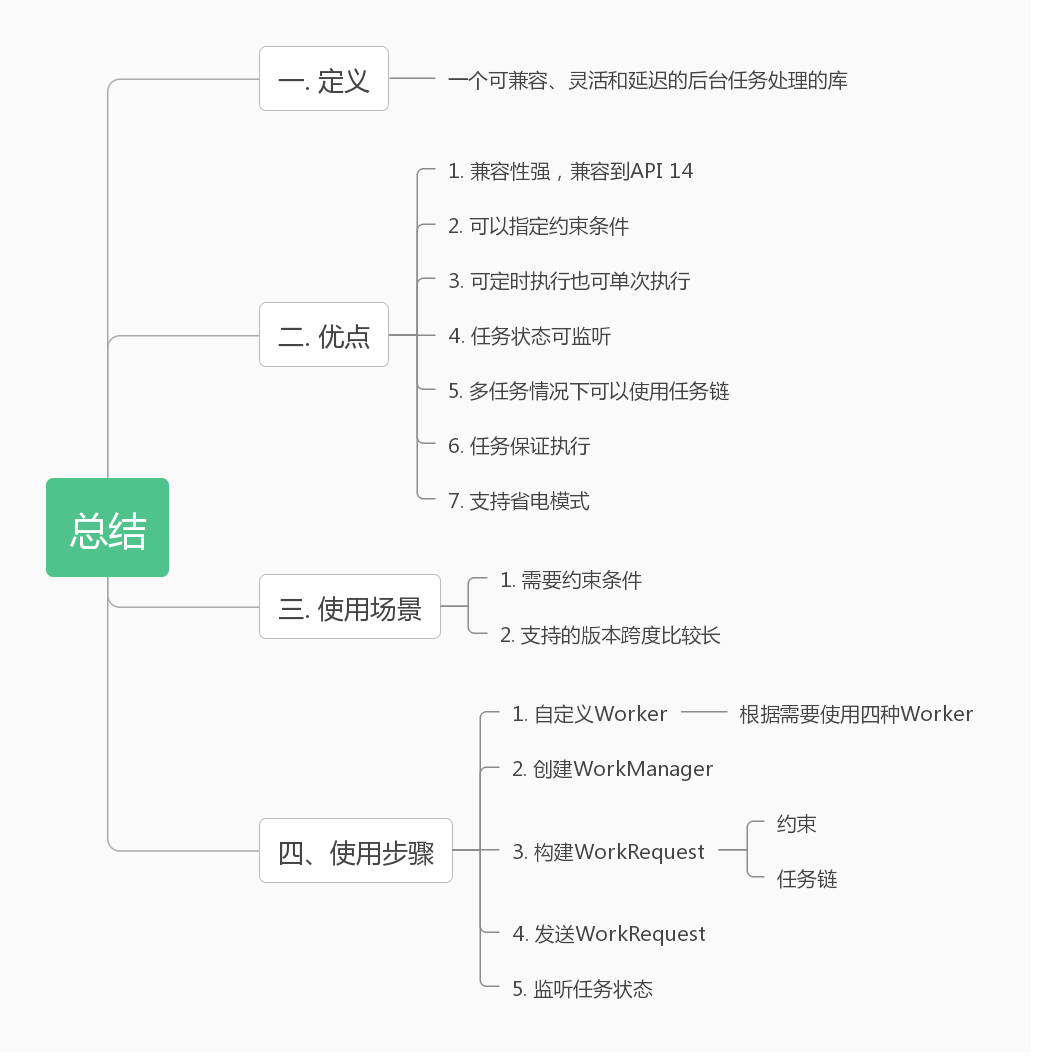 总结
一. 定义
一个可兼容、灵活和延迟的后台任务处理的库
二. 优点
1. 兼容性强，兼容到API 14
2. 可以指定约束条件
3. 可定时执行也可单次执行
4. 任务状态可监听
5. 多任务情况下可以使用任务链
6. 任务保证执行
7. 支持省电模式
三. 使用场景
1. 需要约束条件
2. 支持的版本跨度比较长
四、使用步骤
1. 自定义Worker
根据需要使用四种Worker
2. 创建WorkManager
3. 构建WorkRequest
约束
任务链
4. 发送WorkRequest
5. 监听任务状态